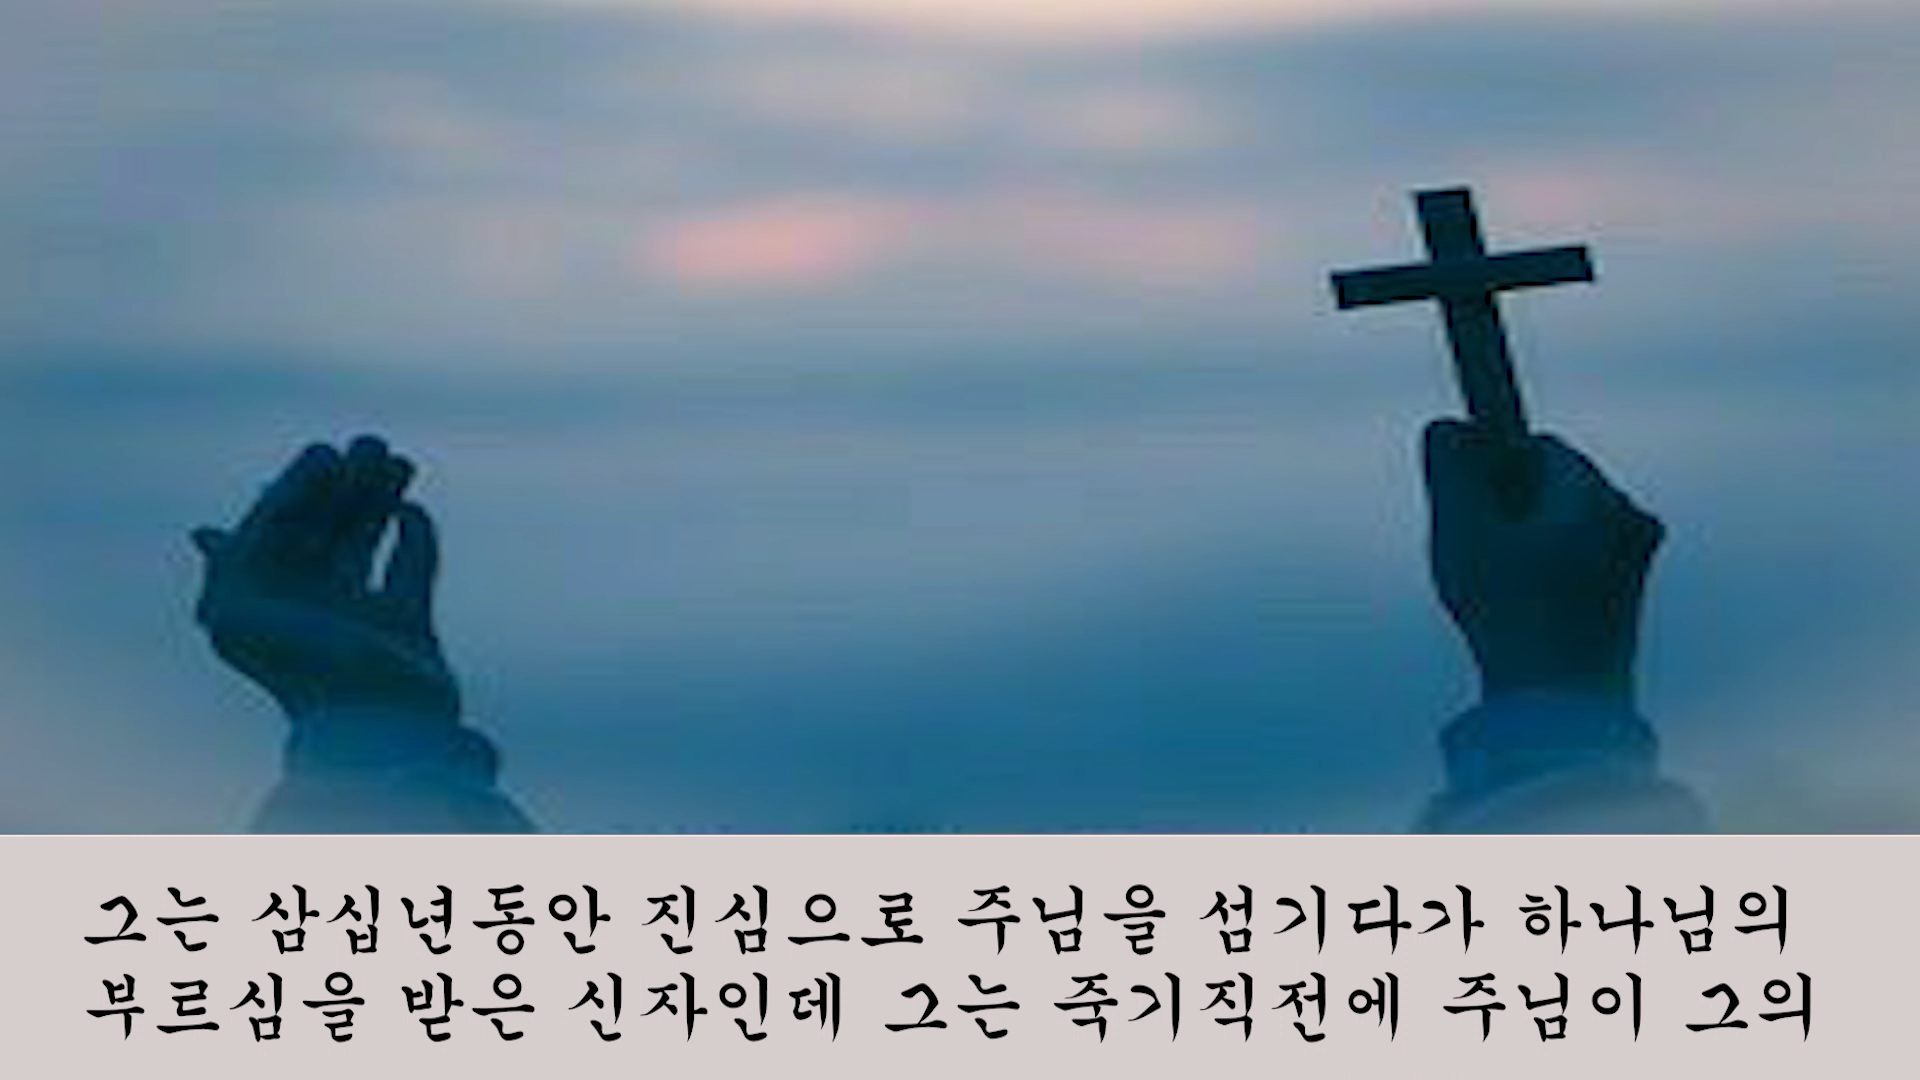 그는 삼십년동안 진심으로 주님을 섬기다가 하나님의
부르심을 받은 신자인데 그는 죽기직전에 주님이 그의